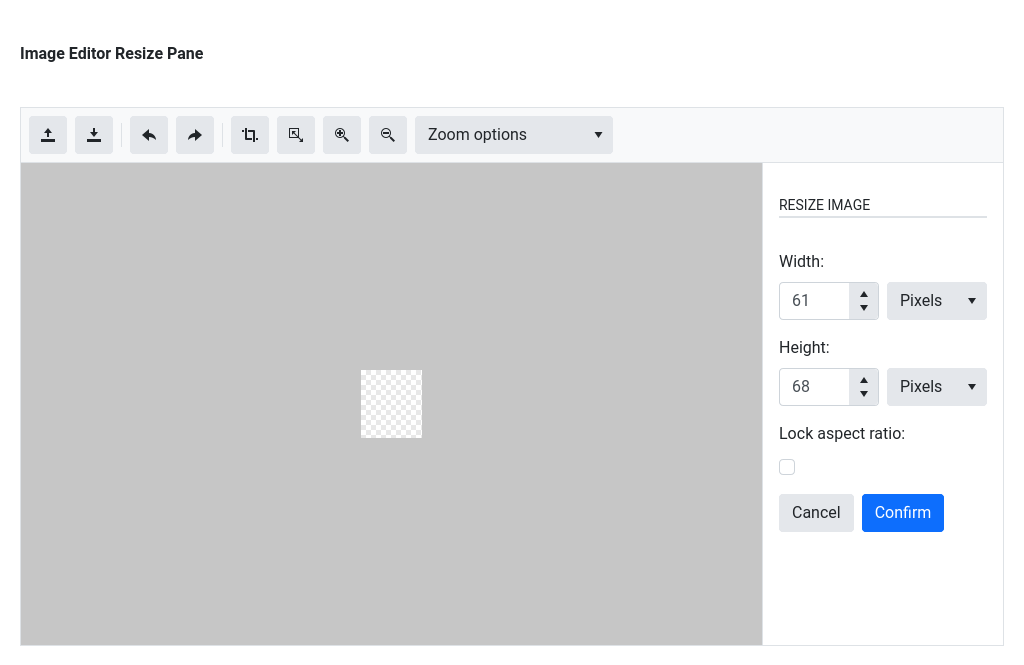 Image Editor Resize Pane
Zoom options
RESIZE IMAGE
Width:
61 Pixels
Height:
68 Pixels
Lock aspect ratio:
Cancel Confirm